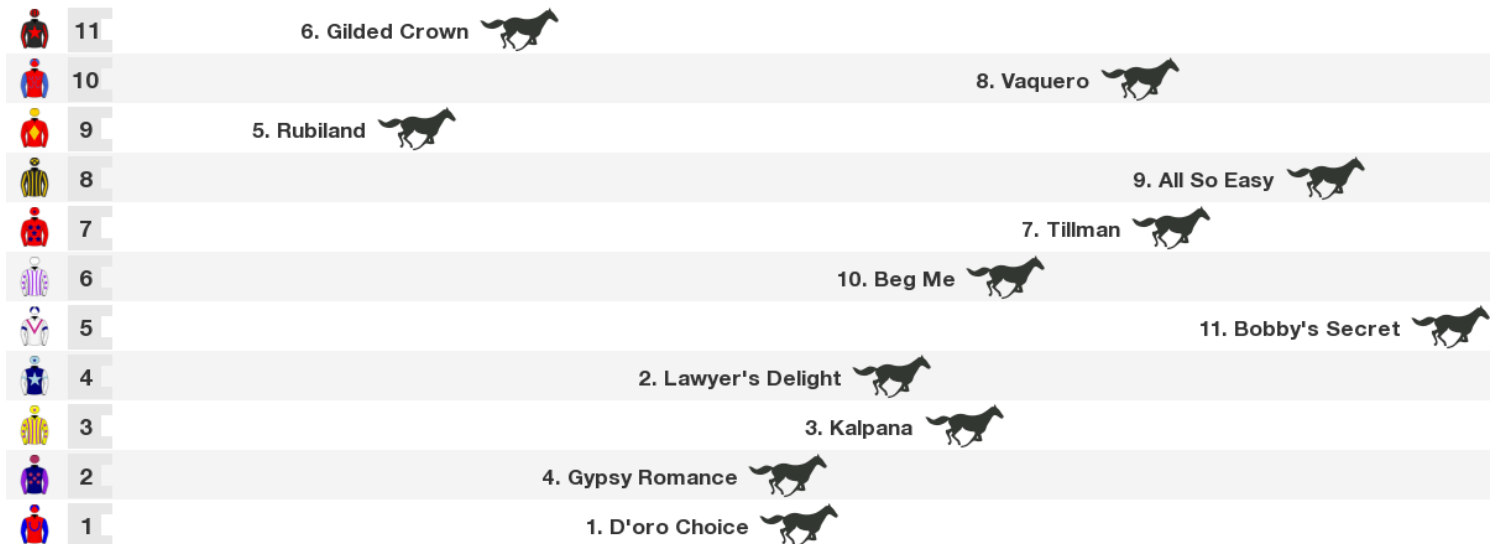 11 6. Gilded Crown
10 8. Vaquero
9 5. Rubiland
8 9. All So Easy
7 7. Tillman
6 10. Beg Me
5 11. Bobby's Secret
4 2. Lawyer's Delight
3 3. Kalpana
2 4. Gypsy Romance
1 1. D'oro Choice